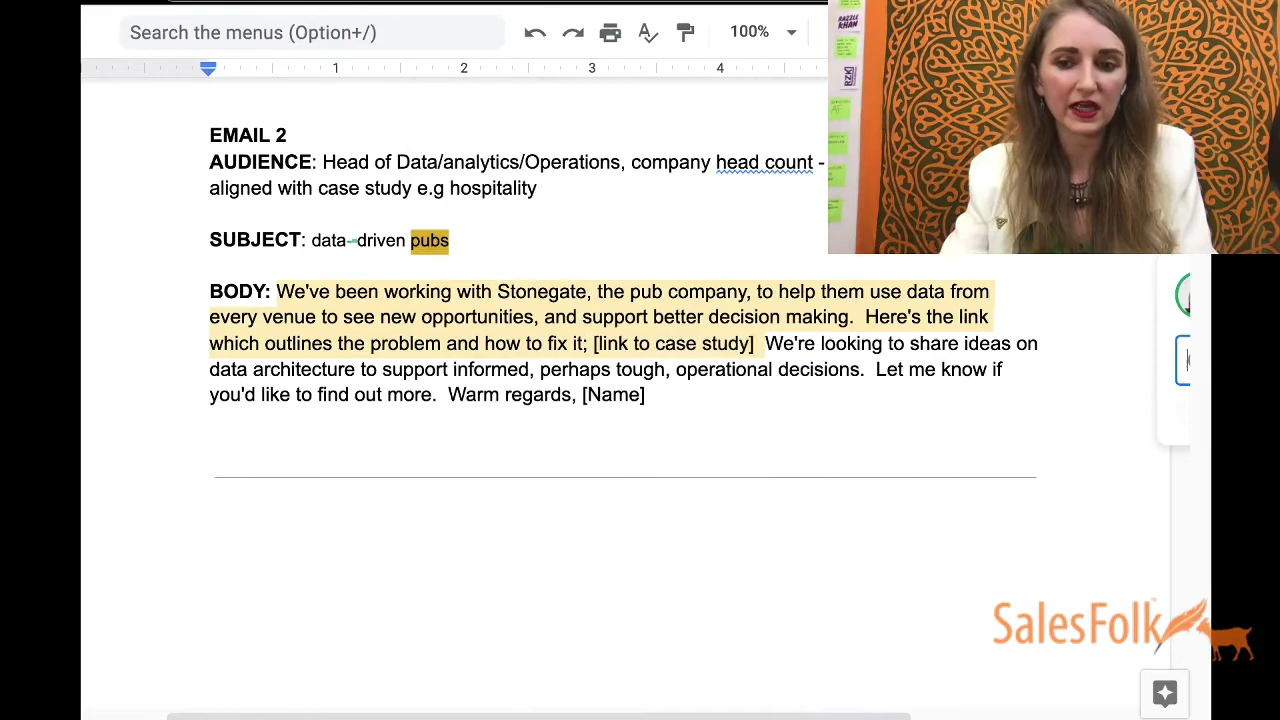 Search the menus (Option+/)
100%
1 2 3 4
RAZZLE
KHAN
RZK
EMAIL 2
AUDIENCE: Head of Data/analytics/Operations, company head count -
aligned with case study e.g hospitality
SUBJECT: data-driven pubs
BODY: We've been working with Stonegate, the pub company, to help them use data from
every venue to see new opportunities, and support better decision making.  Here's the link
which outlines the problem and how to fix it; [link to case study]  We're looking to share ideas on
data architecture to support informed, perhaps tough, operational decisions.  Let me know if
you'd like to find out more.  Warm regards, [Name]
SalesFolk™